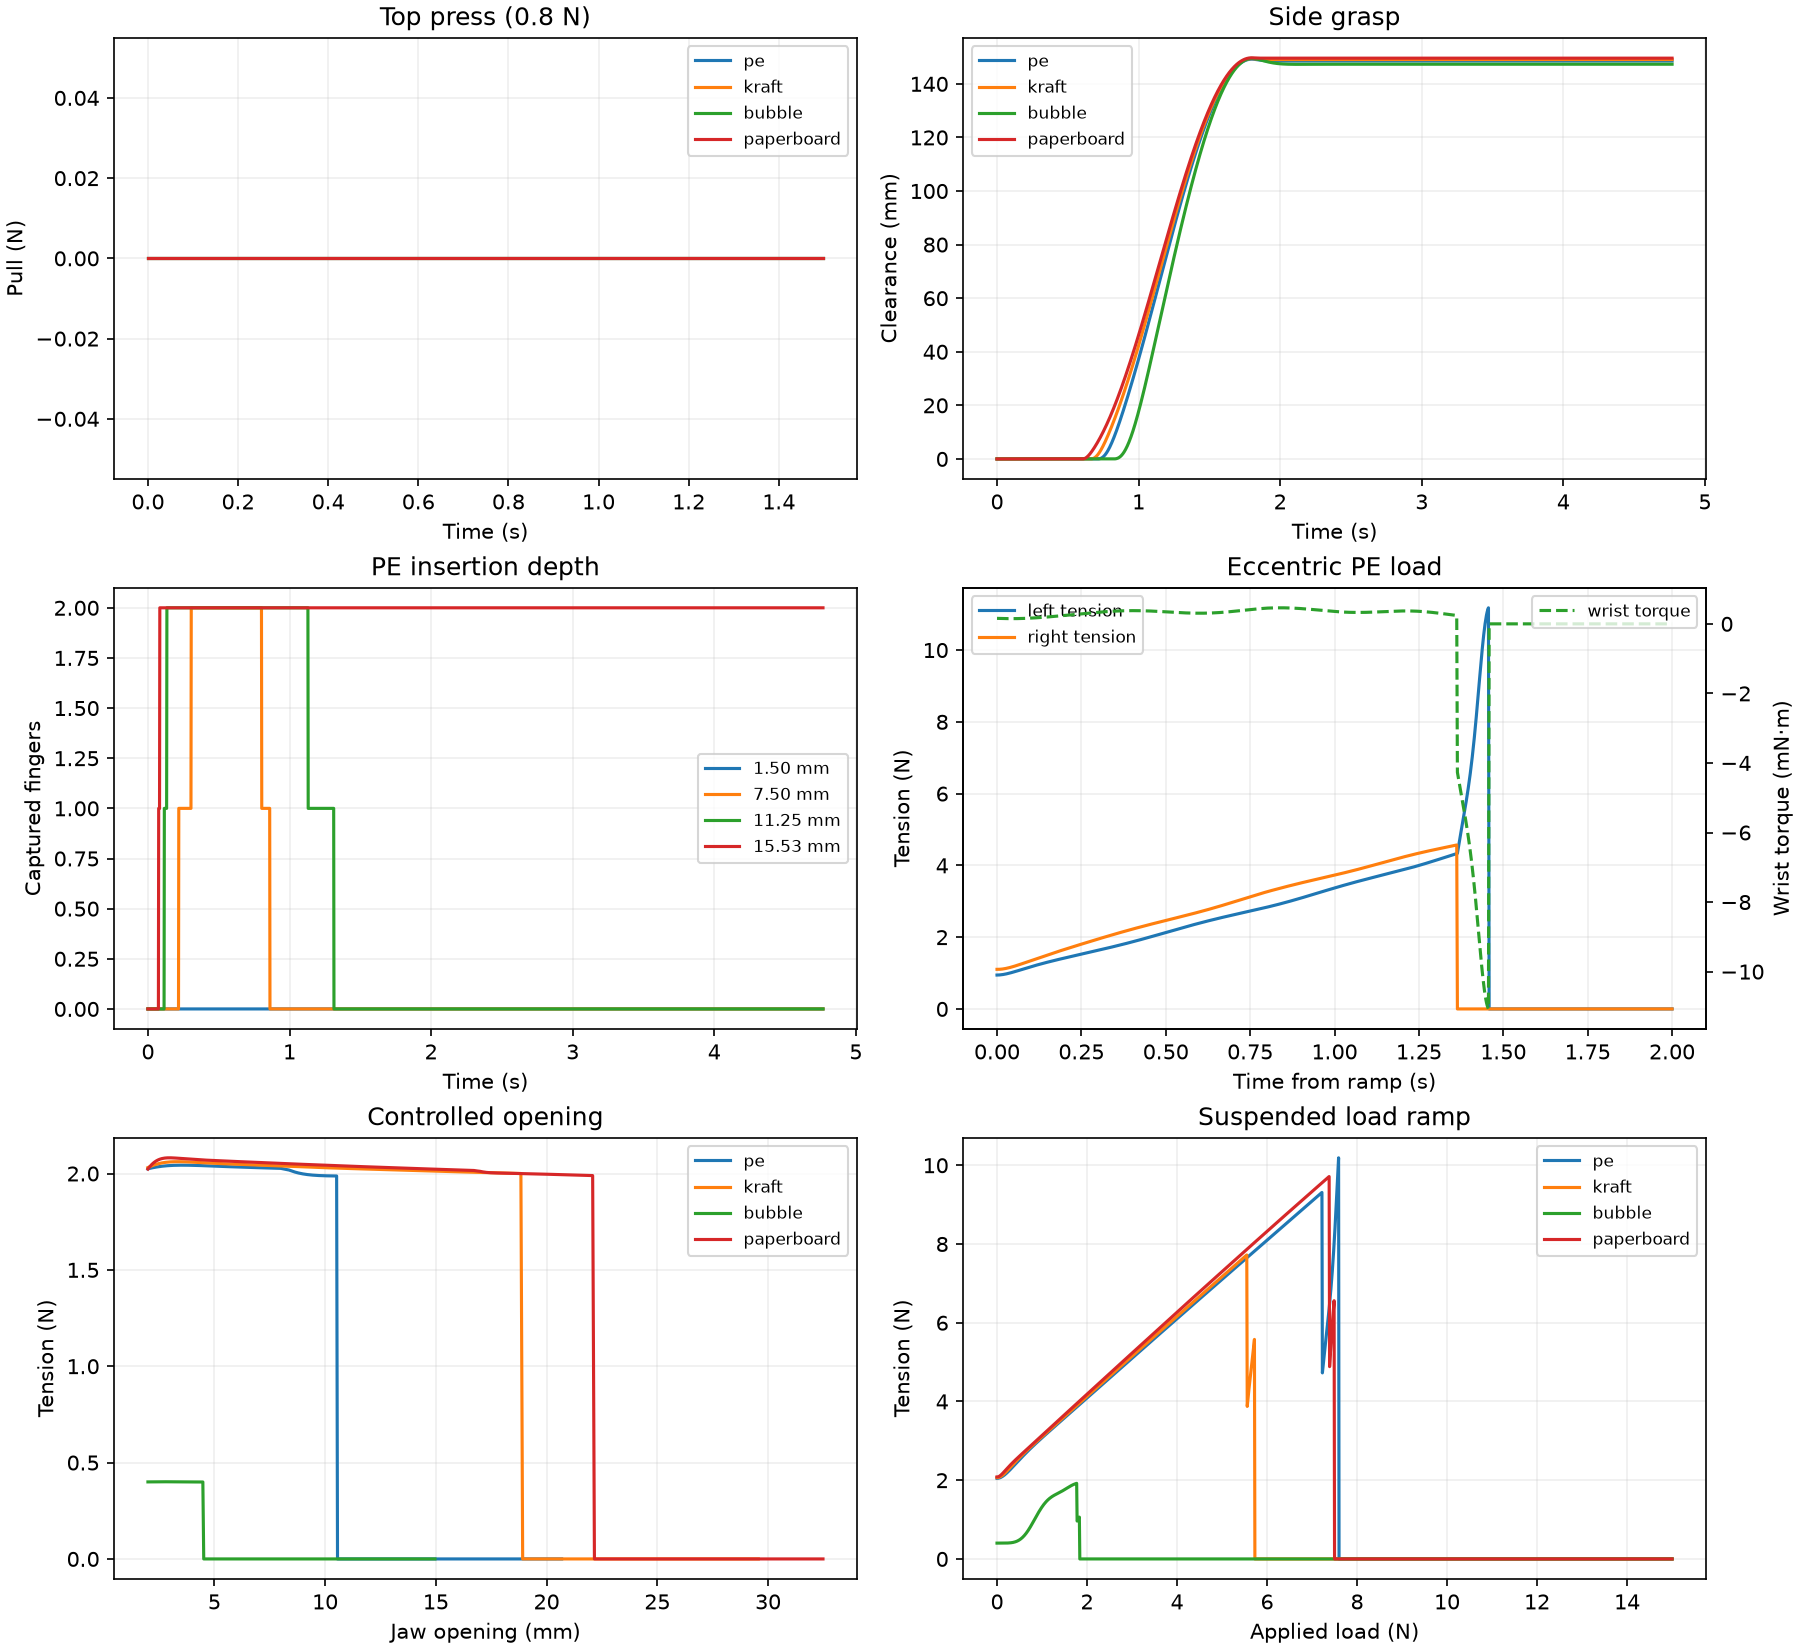 Top press (0.8 N)
Pull (N)
0.04
0.02
0.00
−0.02
−0.04
0.0
0.2
0.4
0.6
0.8
1.0
1.2
1.4
Time (s)
pe
kraft
bubble
paperboard
Side grasp
Clearance (mm)
140
120
100
80
60
40
20
0
0
1
2
3
4
5
Time (s)
pe
kraft
bubble
paperboard
PE insertion depth
Captured fingers
2.00
1.75
1.50
1.25
1.00
0.75
0.50
0.25
0.00
0
1
2
3
4
5
Time (s)
1.50 mm
7.50 mm
11.25 mm
15.53 mm
Eccentric PE load
Tension (N)
10
8
6
4
2
0
0.00
0.25
0.50
0.75
1.00
1.25
1.50
1.75
2.00
Time from ramp (s)
left tension
right tension
wrist torque
0
−2
−4
−6
−8
−10
Wrist torque (mN·m)
Controlled opening
Tension (N)
2.0
1.5
1.0
0.5
0.0
5
10
15
20
25
30
Jaw opening (mm)
pe
kraft
bubble
paperboard
Suspended load ramp
Tension (N)
10
8
6
4
2
0
0
2
4
6
8
10
12
14
Applied load (N)
pe
kraft
bubble
paperboard